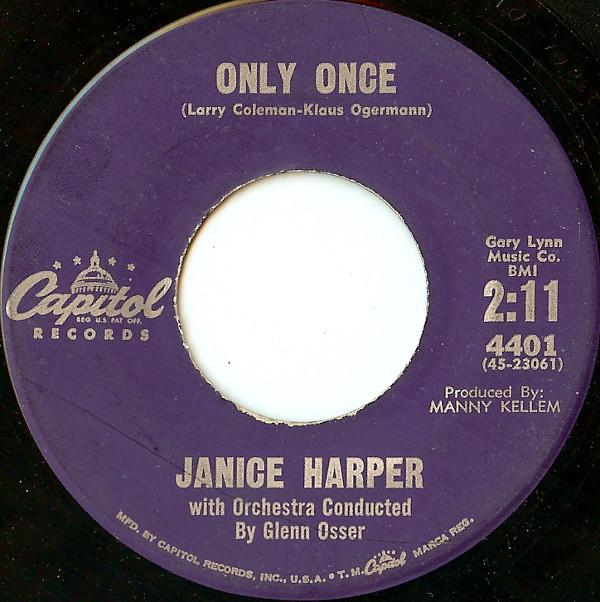 ONLY ONCE
(Larry Coleman-Klaus Ogermann)
Gary Lynn
Music Co.
BMI
2:11
4401
(45-23061)
Produced By:
MANNY KELLEM
Capitol
REG U.S. PAT OFF.
RECORDS
JANICE HARPER
with Orchestra Conducted
By Glenn Osser
MFD. BY CAPITOL RECORDS, INC., U.S.A. • T.M. Capitol MARCA REG.